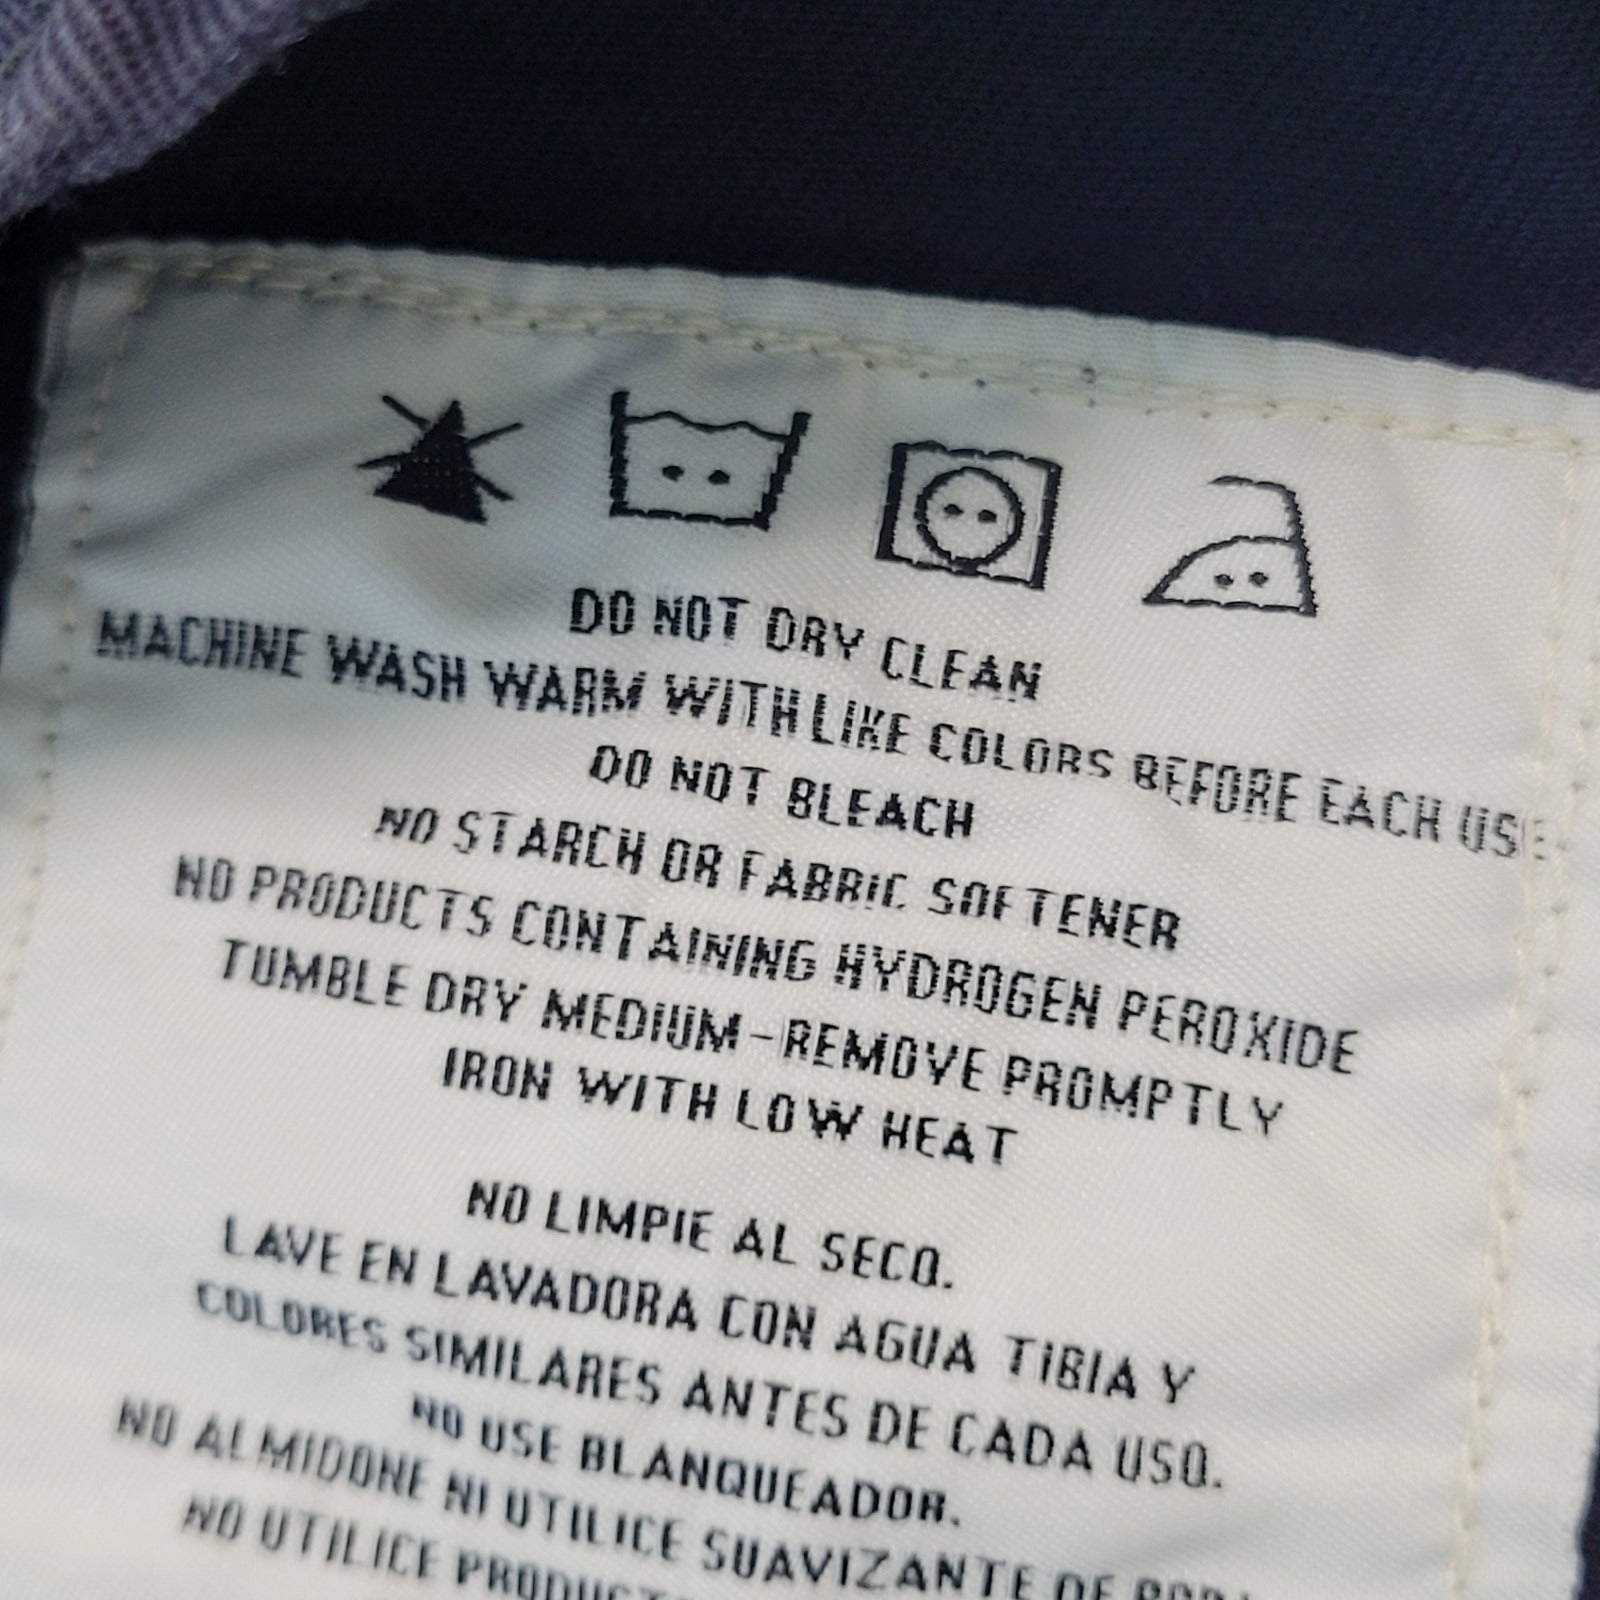 DO NOT DRY CLEAN
MACHINE WASH WARM WITH LIKE COLORS BEFORE EACH USE
DO NOT BLEACH
NO STARCH OR FABRIC SOFTENER
NO PRODUCTS CONTAINING HYDROGEN PEROXIDE
TUMBLE DRY MEDIUM-REMOVE PROMPTLY
IRON WITH LOW HEAT
NO LIMPIE AL SECO.
LAVE EN LAVADORA CON AGUA TIBIA Y
COLORES SIMILARES ANTES DE CADA USO.
NO USE BLANQUEADOR.
NO ALMIDONE NI UTILICE SUAVIZANTE DE
NO UTILICE